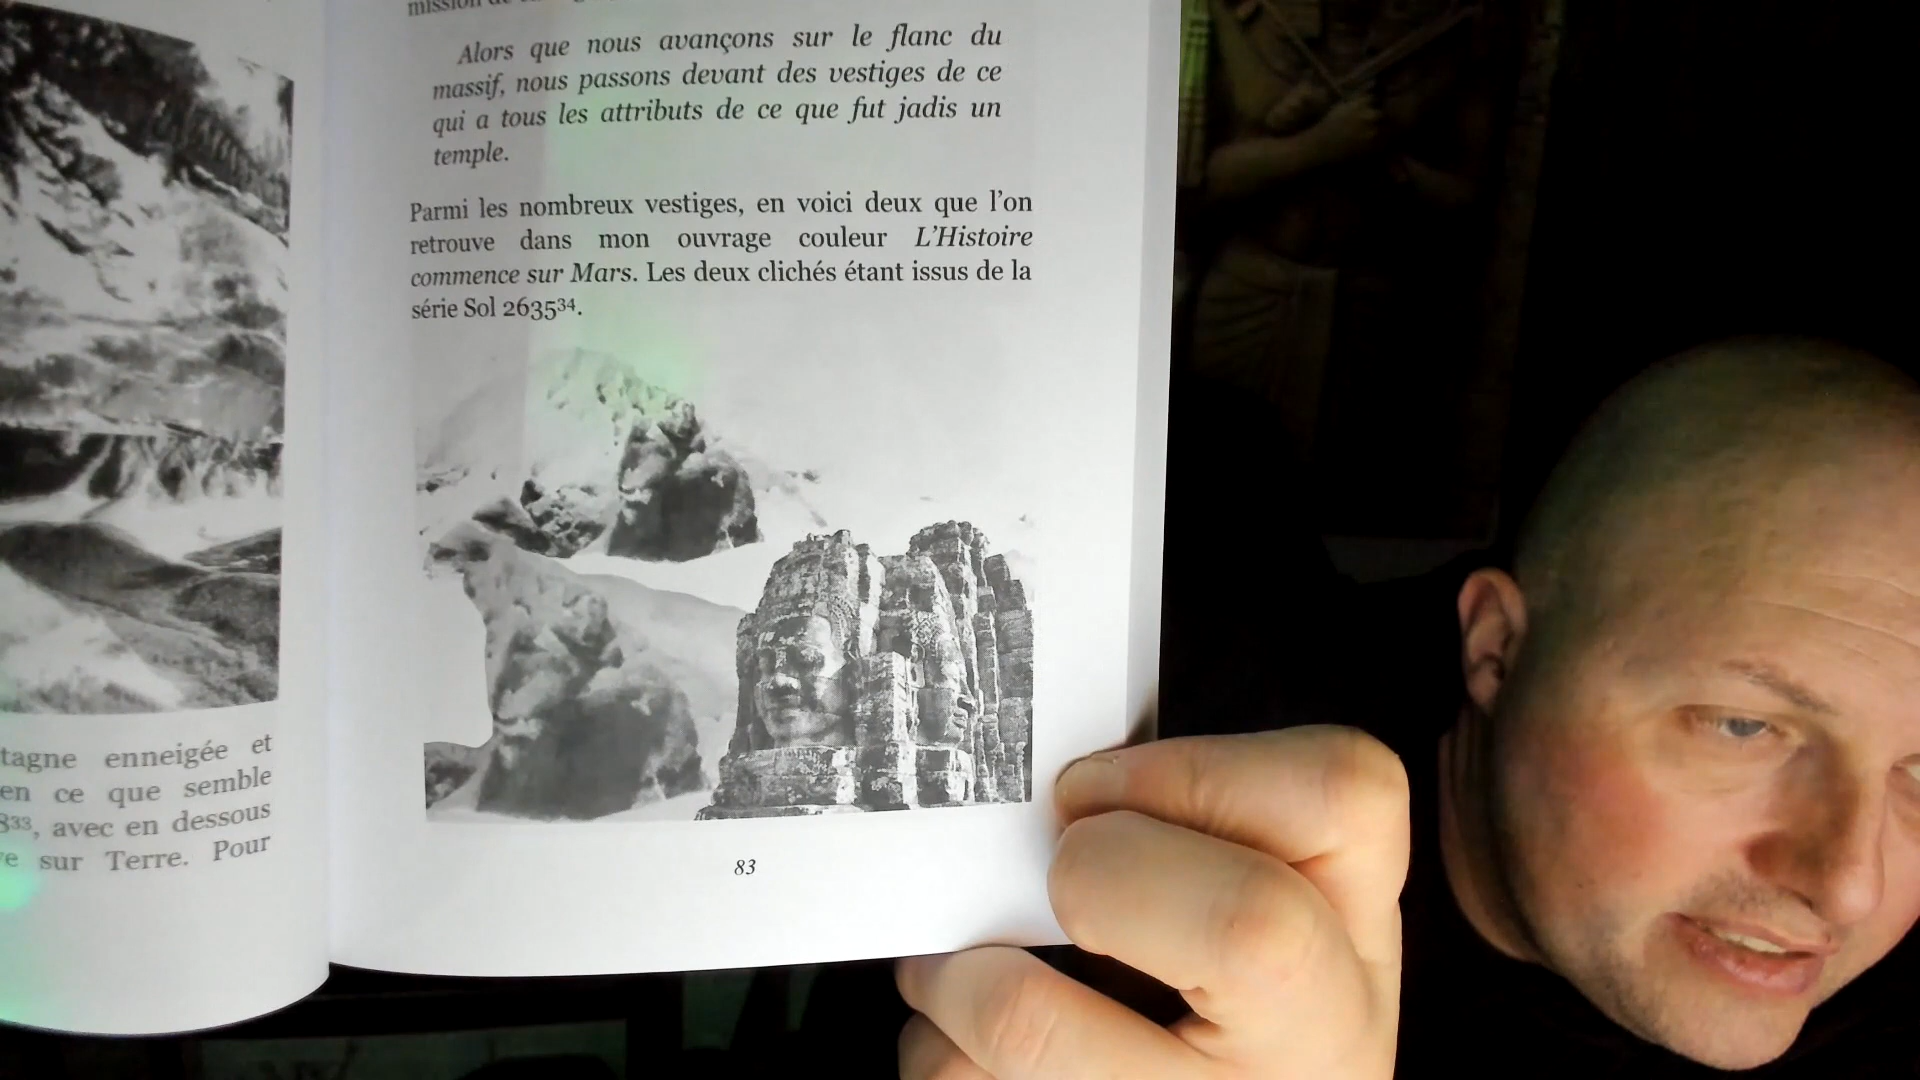 Alors que nous avançons sur le flanc du
massif, nous passons devant des vestiges de ce
qui a tous les attributs de ce que fut jadis un
temple.
Parmi les nombreux vestiges, en voici deux que l'on
retrouve dans mon ouvrage couleur L'Histoire
commence sur Mars. Les deux clichés étant issus de la
série Sol 2635³⁴.
83
tagne enneigée et
en ce que semble
³³, avec en dessous
sur Terre. Pour